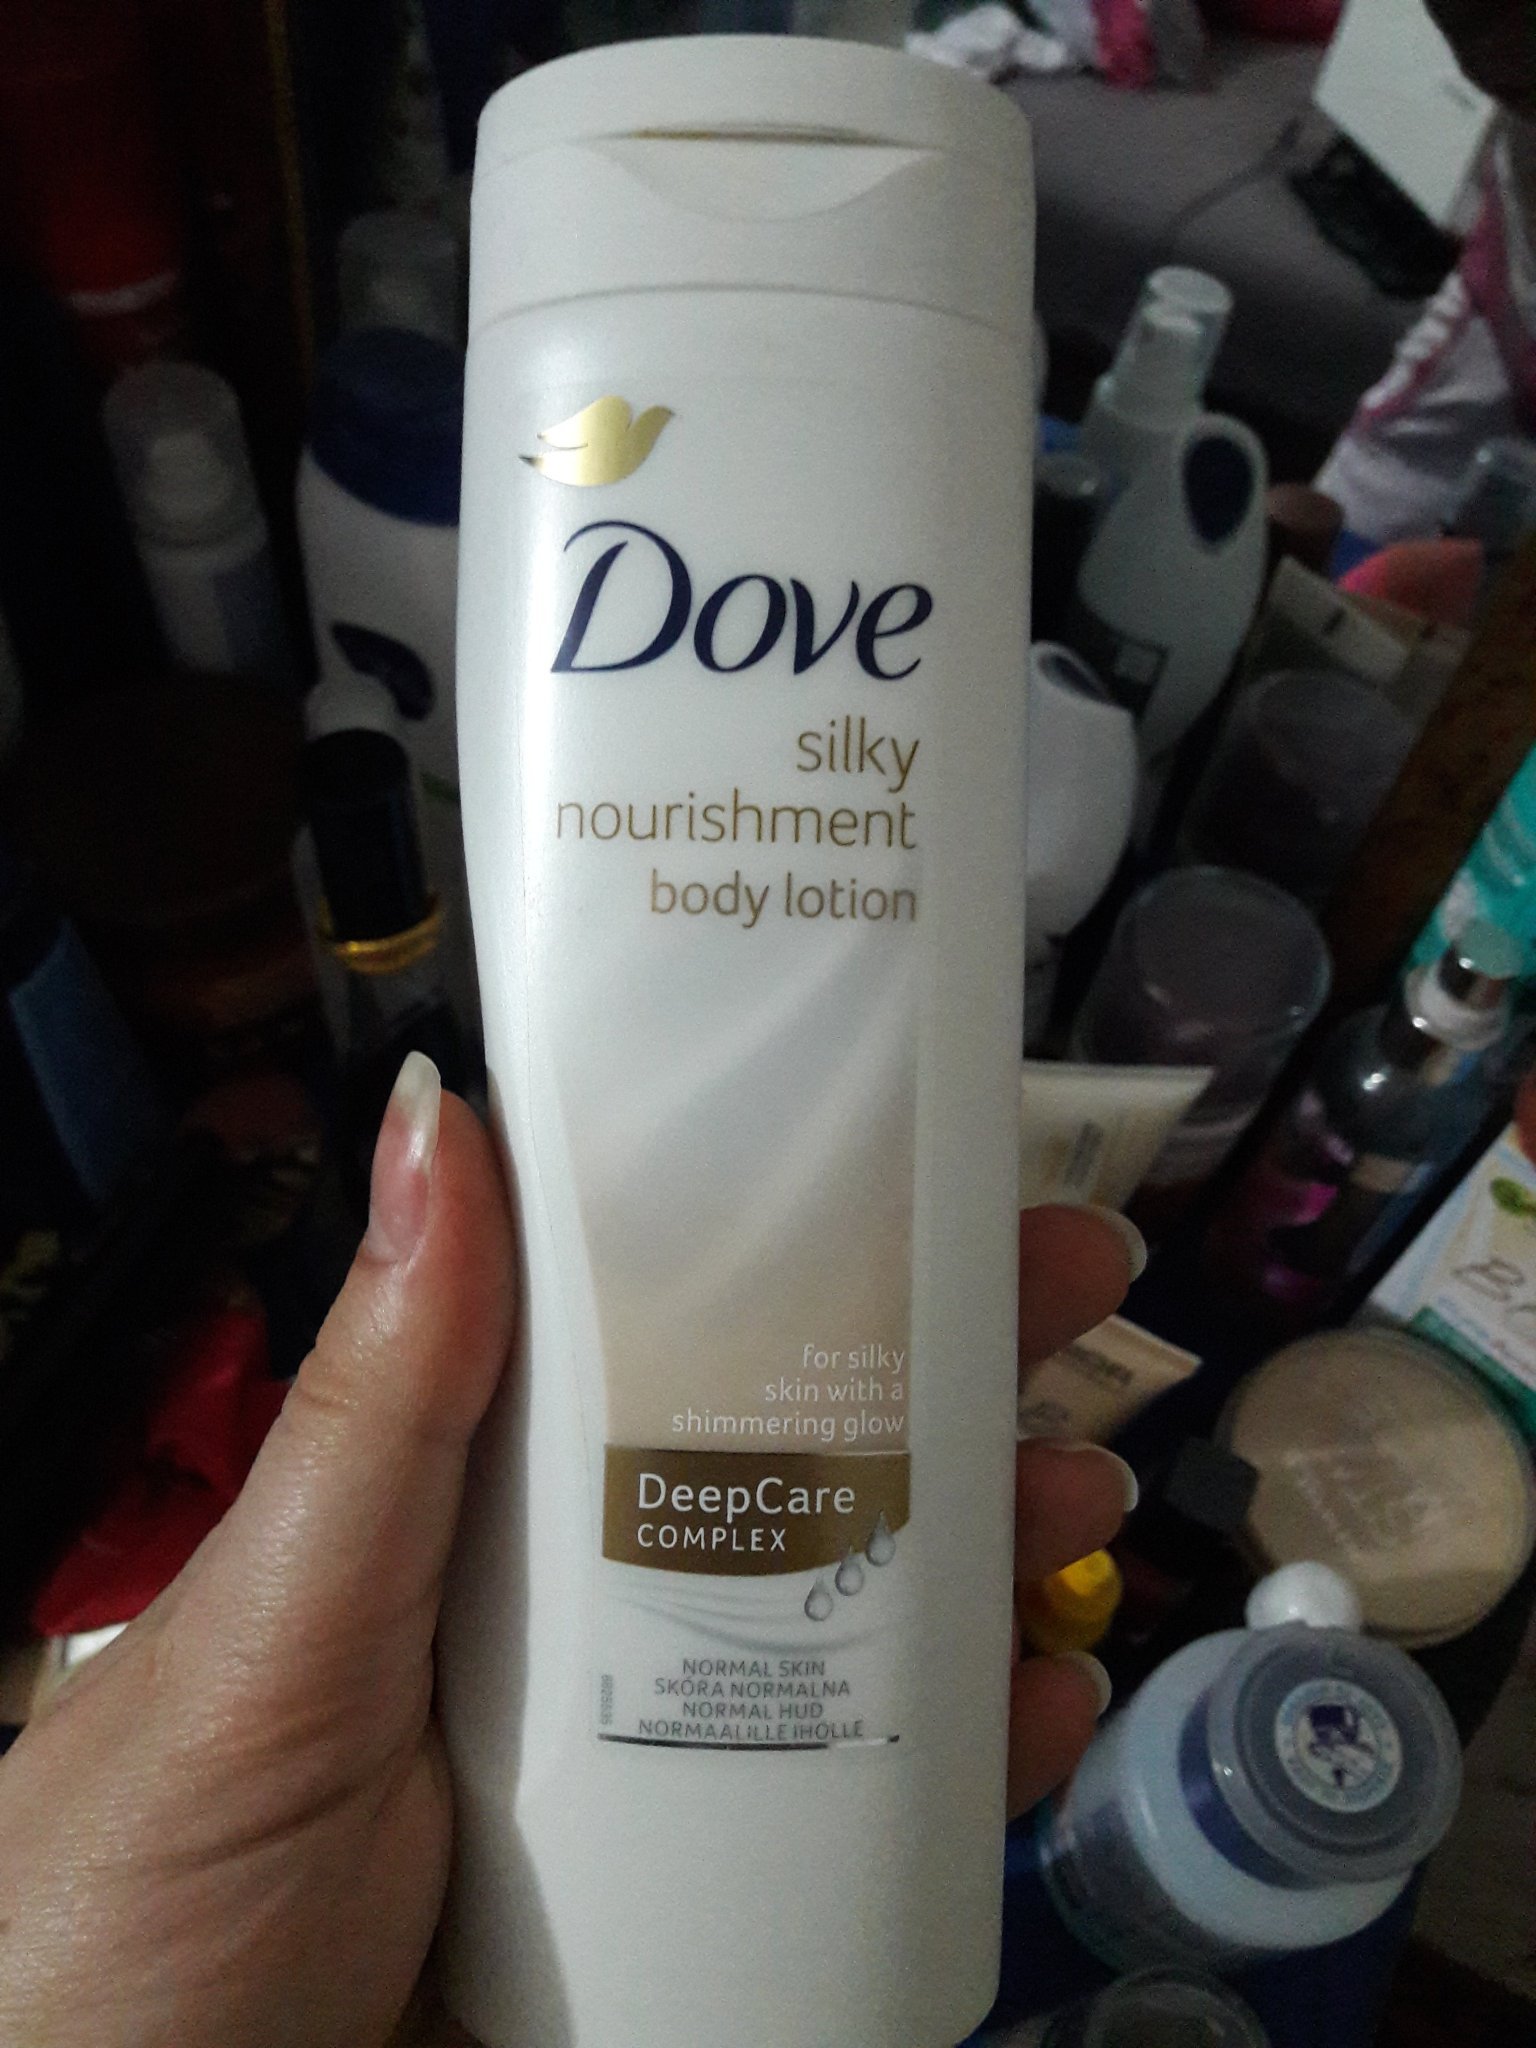 Dove
silky
nourishment
body lotion
for silky
skin with a
shimmering glow
DeepCare
COMPLEX
NORMAL SKIN
SKÓRA NORMALNA
NORMAL HUD
NORMAALILLE IHOLLE